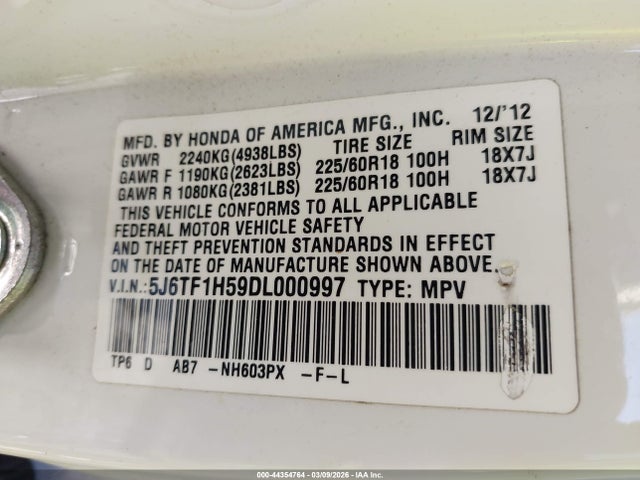 MFD. BY HONDA OF AMERICA MFG., INC. 12/'12
GVWR 2240KG(4938LBS) TIRE SIZE RIM SIZE
GAWR F 1190KG(2623LBS) 225/60R18 100H 18X7J
GAWR R 1080KG(2381LBS) 225/60R18 100H 18X7J
THIS VEHICLE CONFORMS TO ALL APPLICABLE
FEDERAL MOTOR VEHICLE SAFETY
AND THEFT PREVENTION STANDARDS IN EFFECT
ON THE DATE OF MANUFACTURE SHOWN ABOVE.
V.I.N.:5J6TF1H59DL000997 TYPE: MPV
TP6 D AB7 -NH603PX -F-L
000-44354764 | 03/09/2026 | IAA Inc.